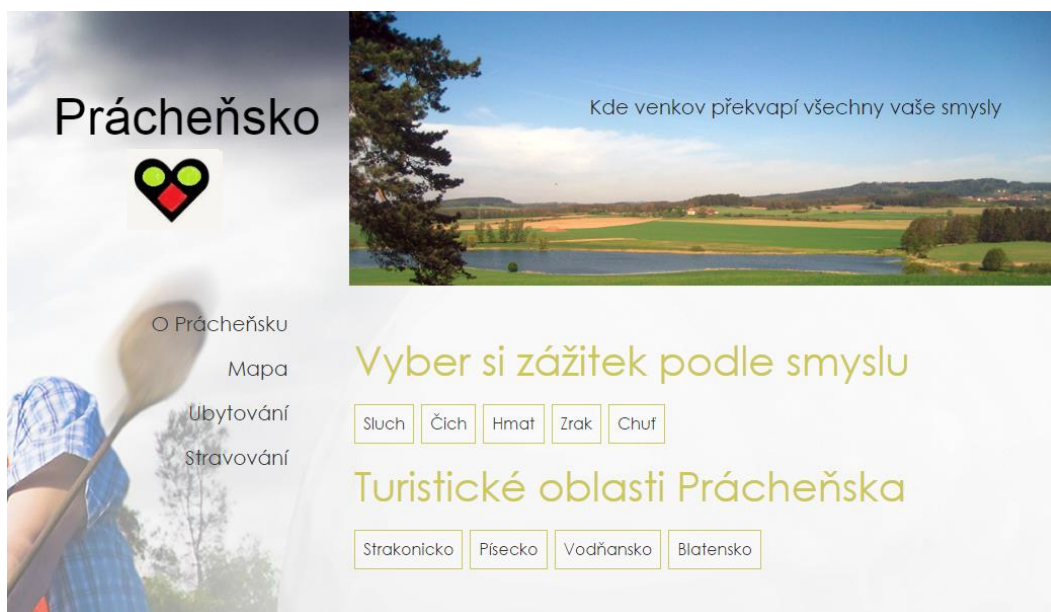 Prácheňsko
Kde venkov překvapí všechny vaše smysly
O Prácheňsku
Mapa
Ubytování
Stravování
Vyber si zážitek podle smyslu
Sluch Čich Hmat Zrak Chuť
Turistické oblasti Prácheňska
Strakonicko Písecko Vodňansko Blatensko